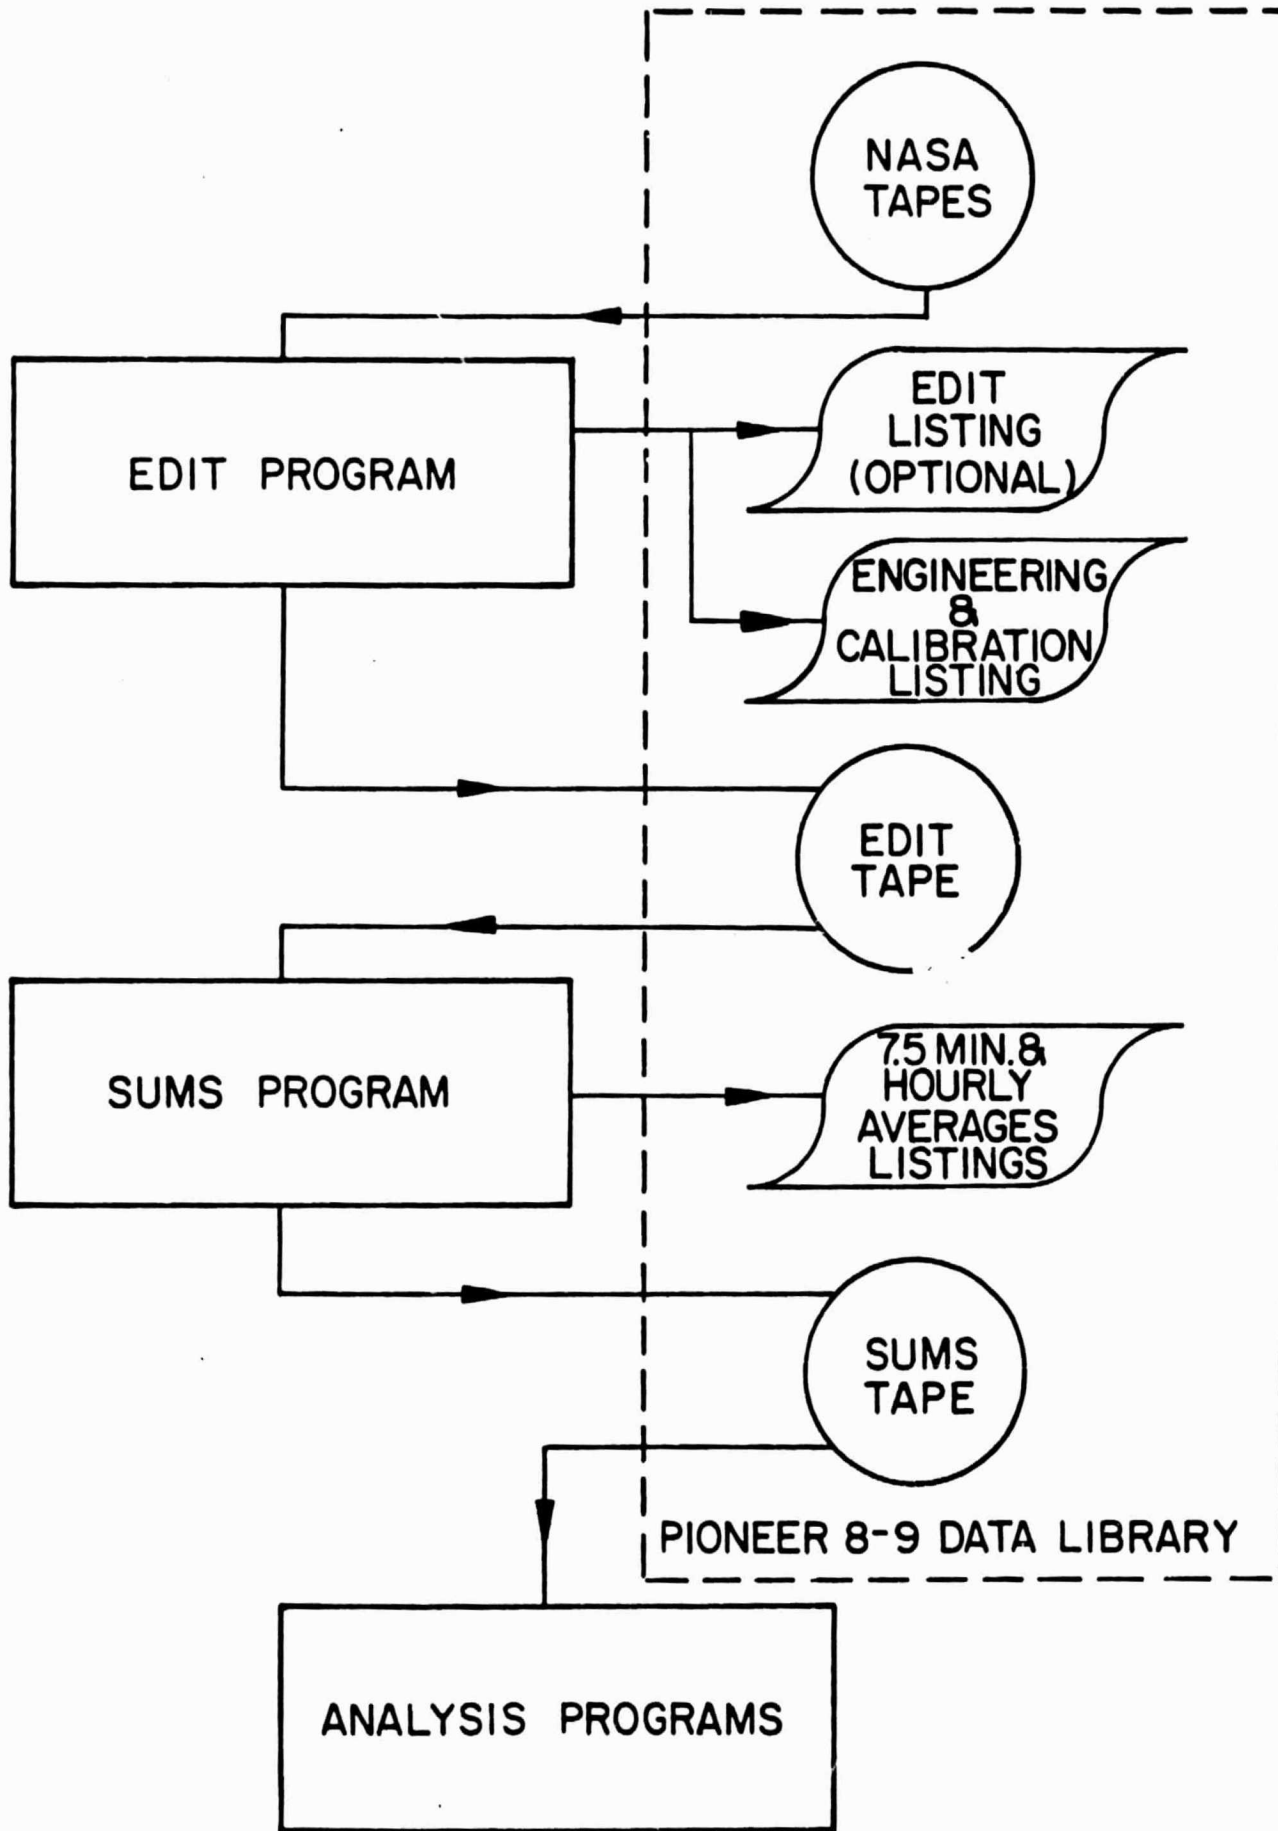 NASA
TAPES
EDIT
LISTING
(OPTIONAL)
EDIT PROGRAM
ENGINEERING
&
CALIBRATION
LISTING
EDIT
TAPE
SUMS PROGRAM
7.5 MIN. &
HOURLY
AVERAGES
LISTINGS
SUMS
TAPE
PIONEER 8-9 DATA LIBRARY
ANALYSIS PROGRAMS